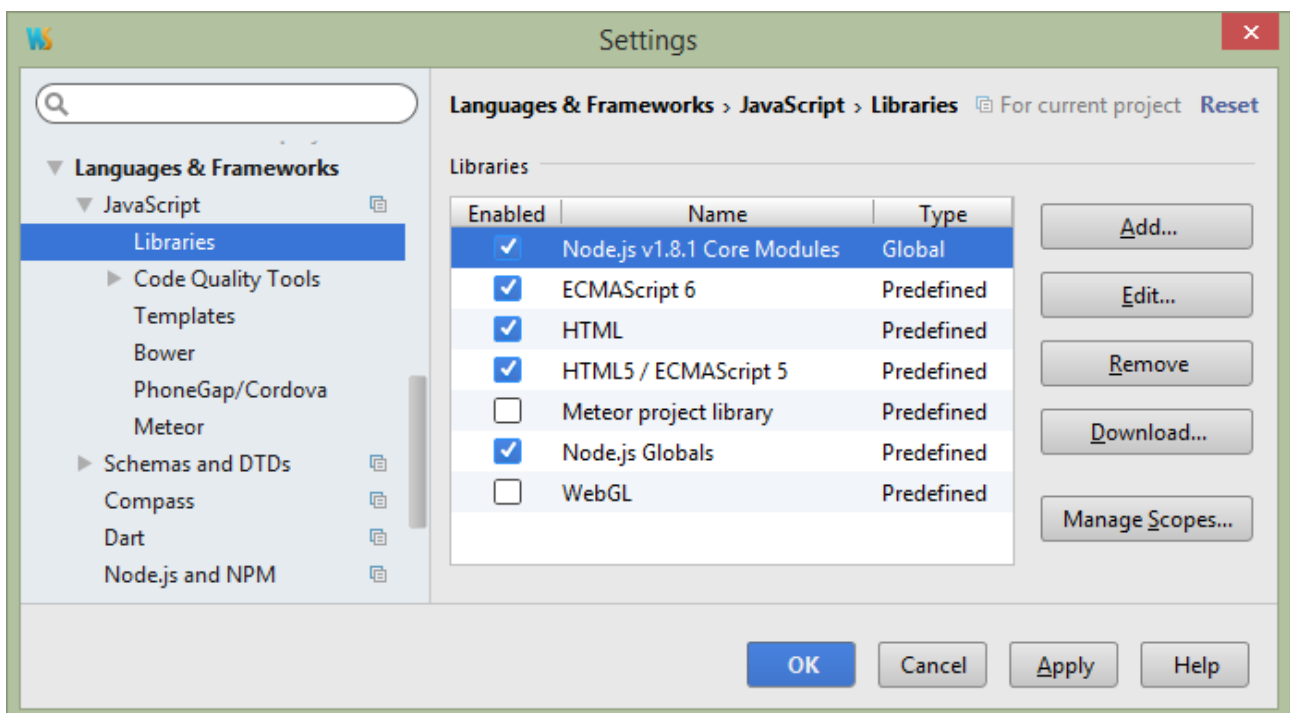 WS
Settings
Languages & Frameworks › JavaScript › Libraries For current project Reset
Languages & Frameworks
JavaScript
Libraries
Code Quality Tools
Templates
Bower
PhoneGap/Cordova
Meteor
Schemas and DTDs
Compass
Dart
Node.js and NPM
Libraries
Enabled Name Type
Node.js v1.8.1 Core Modules Global
ECMAScript 6 Predefined
HTML Predefined
HTML5 / ECMAScript 5 Predefined
Meteor project library Predefined
Node.js Globals Predefined
WebGL Predefined
Add...
Edit...
Remove
Download...
Manage Scopes...
OK Cancel Apply Help